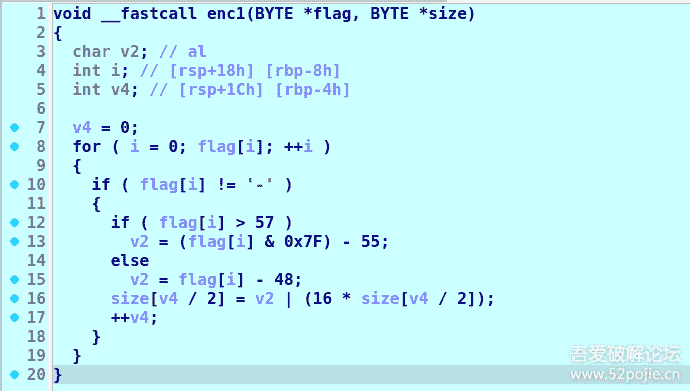 1 void __fastcall enc1(BYTE *flag, BYTE *size)
2 {
3   char v2; // al
4   int i; // [rsp+18h] [rbp-8h]
5   int v4; // [rsp+1Ch] [rbp-4h]
6
7   v4 = 0;
8   for ( i = 0; flag[i]; ++i )
9   {
10     if ( flag[i] != '-' )
11     {
12       if ( flag[i] > 57 )
13         v2 = (flag[i] & 0x7F) - 55;
14       else
15         v2 = flag[i] - 48;
16       size[v4 / 2] = v2 | (16 * size[v4 / 2]);
17       ++v4;
18     }
19   }
20 }
吾爱破解论坛
www.52pojie.cn